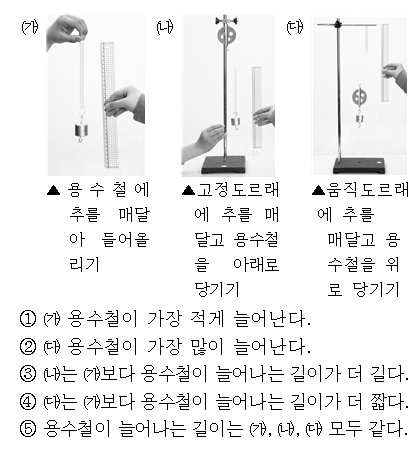 ㈎ ㈏ ㈐
▲ 용 수 철 에 추를 매달아 들어올리기
▲고정도르래에 추를 매달고 용수철을 아래로 당기기
▲움직도르래에 추를 매달고 용수철을 위로 당기기
① ㈎ 용수철이 가장 적게 늘어난다.
② ㈐ 용수철이 가장 많이 늘어난다.
③ ㈏는 ㈎보다 용수철이 늘어나는 길이가 더 길다.
④ ㈐는 ㈎보다 용수철이 늘어나는 길이가 더 짧다.
⑤ 용수철이 늘어나는 길이는 ㈎, ㈏, ㈐ 모두 같다.